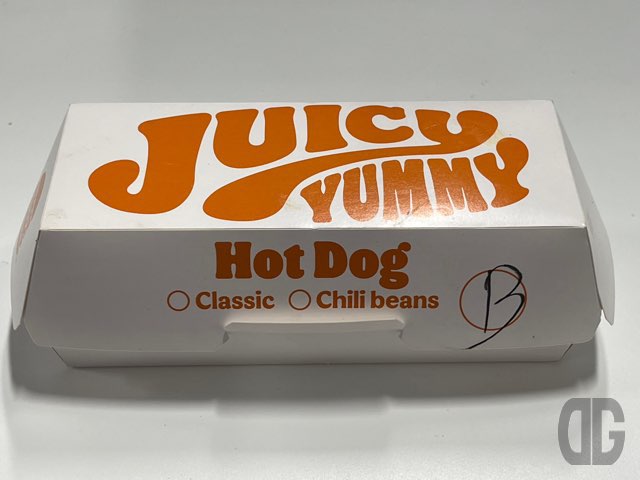 JUICY
YUMMY
Hot Dog
Classic Chili beans
B
DG